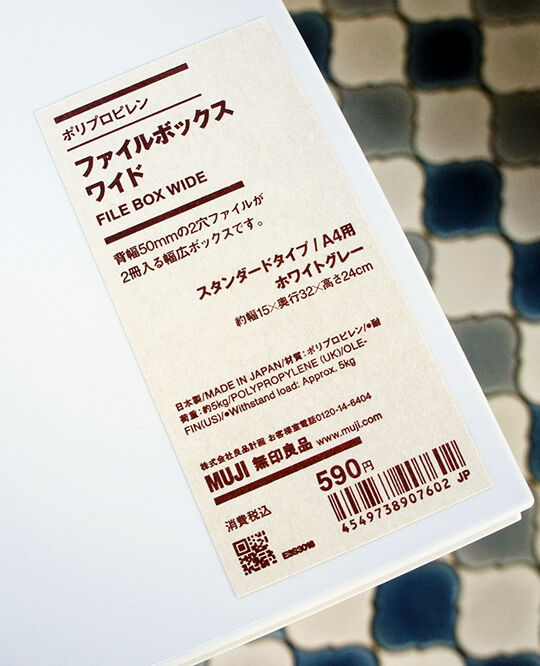 ポリプロピレン
ファイルボックス
ワイド
FILE BOX WIDE
背幅50mmの2穴ファイルが
2冊入る幅広ボックスです。
スタンダードタイプ / A4用
ホワイトグレー
約幅15×奥行32×高さ24cm
日本製/MADE IN JAPAN/材質：ポリプロピレン/●耐
荷重：約5kg/POLYPROPYLENE (UK)/OLE-
FIN(US)/●Withstand load: Approx. 5kg
株式会社良品計画 お客様室電話0120-14-6404
MUJI 無印良品 www.muji.com
消費税込 590円
4549738907602 JP